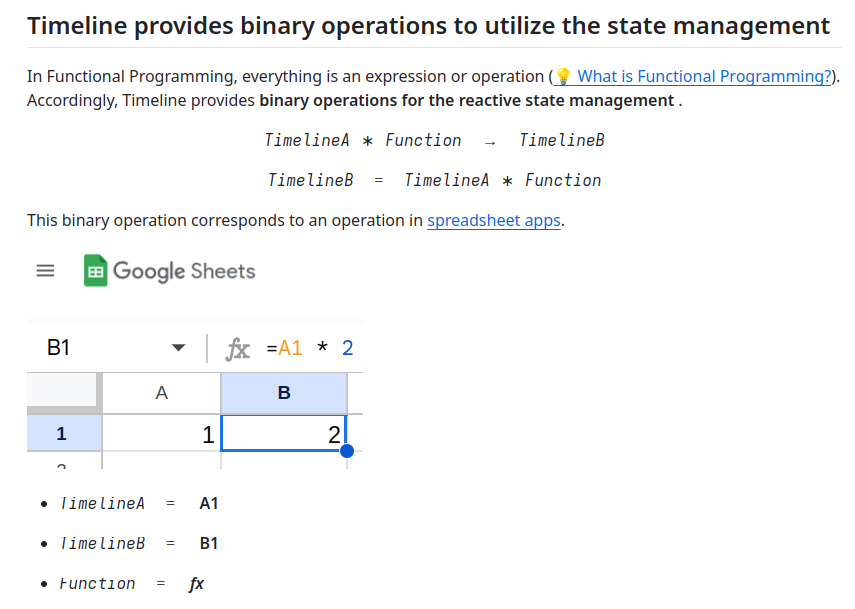 Timeline provides binary operations to utilize the state management
In Functional Programming, everything is an expression or operation (💡 What is Functional Programming?).
Accordingly, Timeline provides binary operations for the reactive state management .
TimelineA ∗ Function → TimelineB
TimelineB = TimelineA ∗ Function
This binary operation corresponds to an operation in spreadsheet apps.
Google Sheets
B1 fx =A1 * 2
A B
1 1 2
2
• TimelineA = A1
• TimelineB = B1
• Function = fx